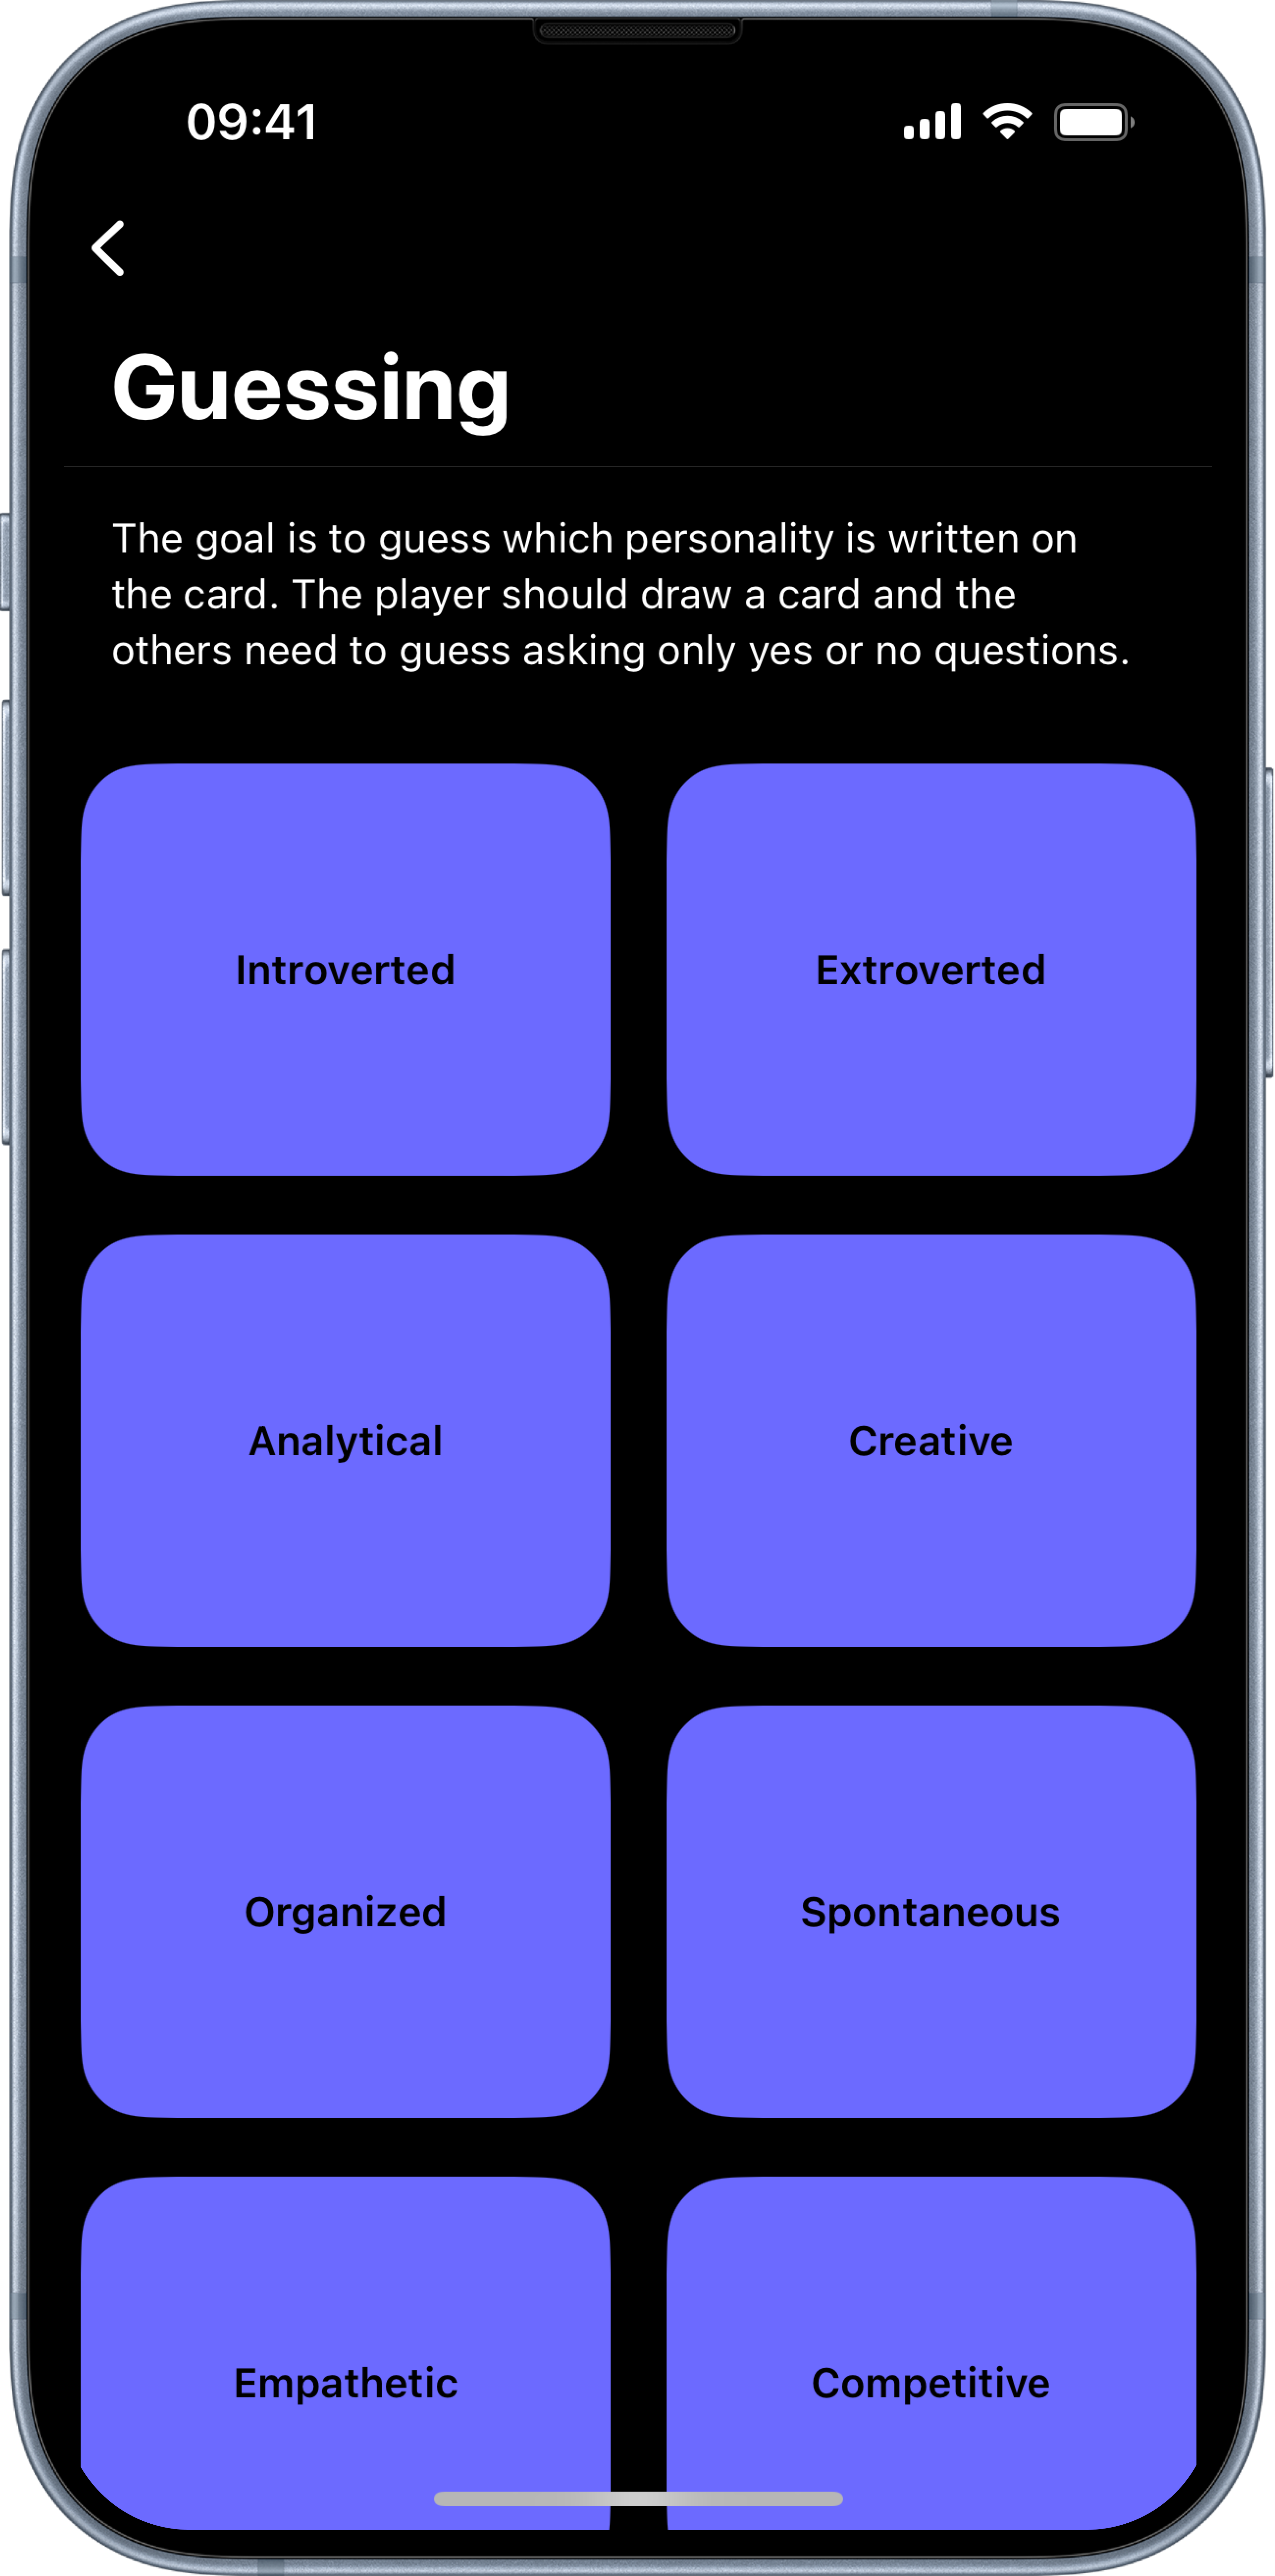 09:41
Guessing
The goal is to guess which personality is written on
the card. The player should draw a card and the
others need to guess asking only yes or no questions.
Introverted
Extroverted
Analytical
Creative
Organized
Spontaneous
Empathetic
Competitive